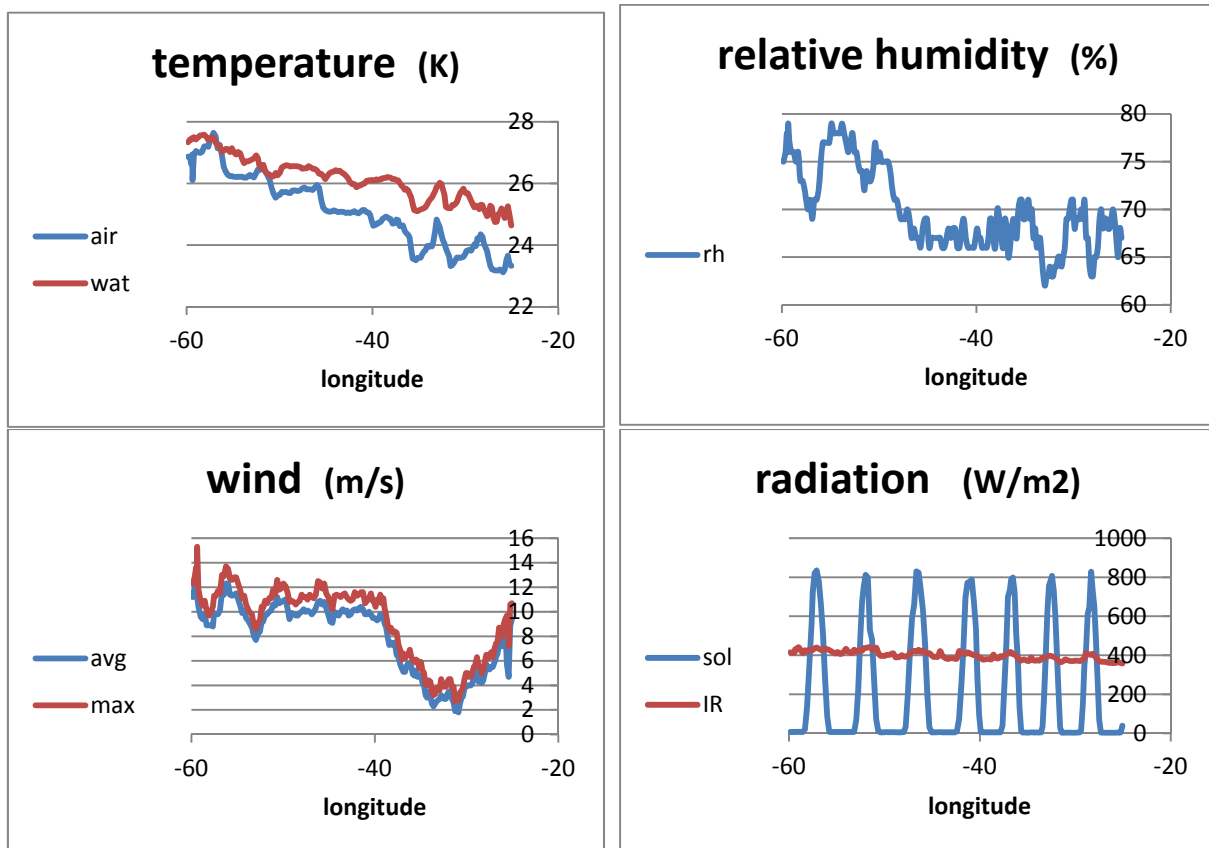 temperature (K)
28
26
24
22
air
wat
-60
-40
-20
longitude
relative humidity (%)
80
75
70
65
60
rh
-60
-40
-20
longitude
wind (m/s)
16
14
12
10
8
6
4
2
0
avg
max
-60
-40
-20
longitude
radiation (W/m2)
1000
800
600
400
200
0
sol
IR
-60
-40
-20
longitude